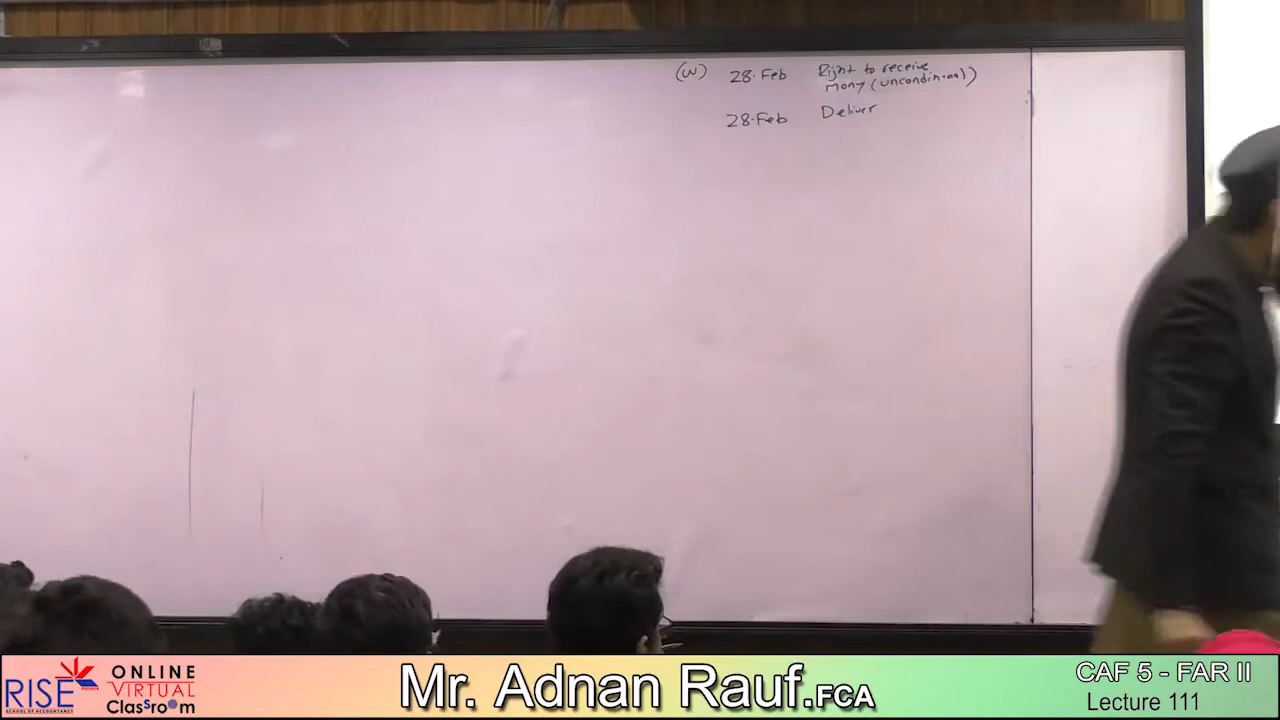 (W) 28.Feb Right to receive
mony (uncondinal)
28.Feb Deliver
RISE
SCHOOL OF ACCOUNTANCY
ONLINE
VIRTUAL
ClasSroom
Mr. Adnan Rauf.FCA
CAF 5 - FAR II
Lecture 111